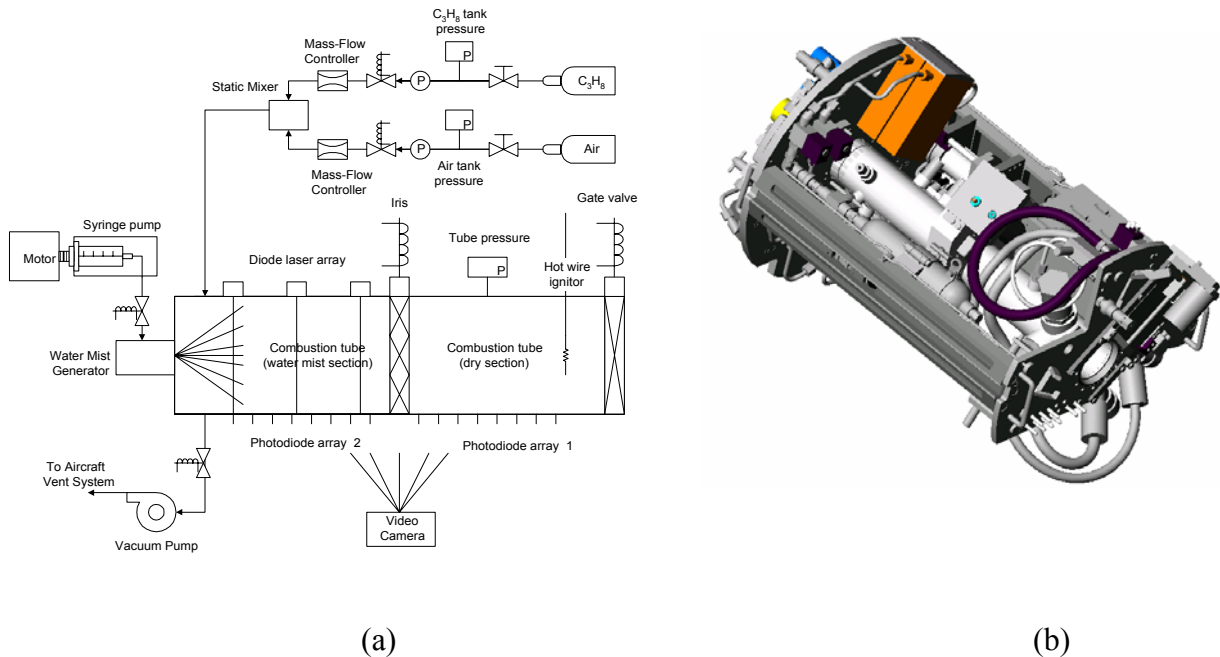 C3H8 tank
pressure
Mass-Flow
Controller
P
P
C3H8
Static Mixer
P
P
Air
Mass-Flow
Controller
Air tank
pressure
Iris
Gate valve
Syringe pump
Motor
Tube pressure
P
Diode laser array
Hot wire
ignitor
Water Mist
Generator
Combustion tube
(water mist section)
Combustion tube
(dry section)
Photodiode array 2
Photodiode array 1
To Aircraft
Vent System
Video
Camera
Vacuum Pump
(a)
(b)